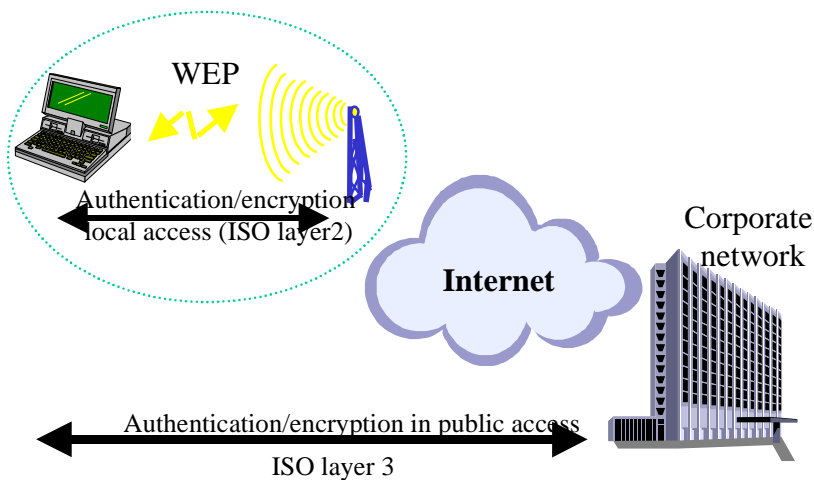 WEP
Authentication/encryption
local access (ISO layer2)
Internet
Corporate
network
Authentication/encryption in public access
ISO layer 3